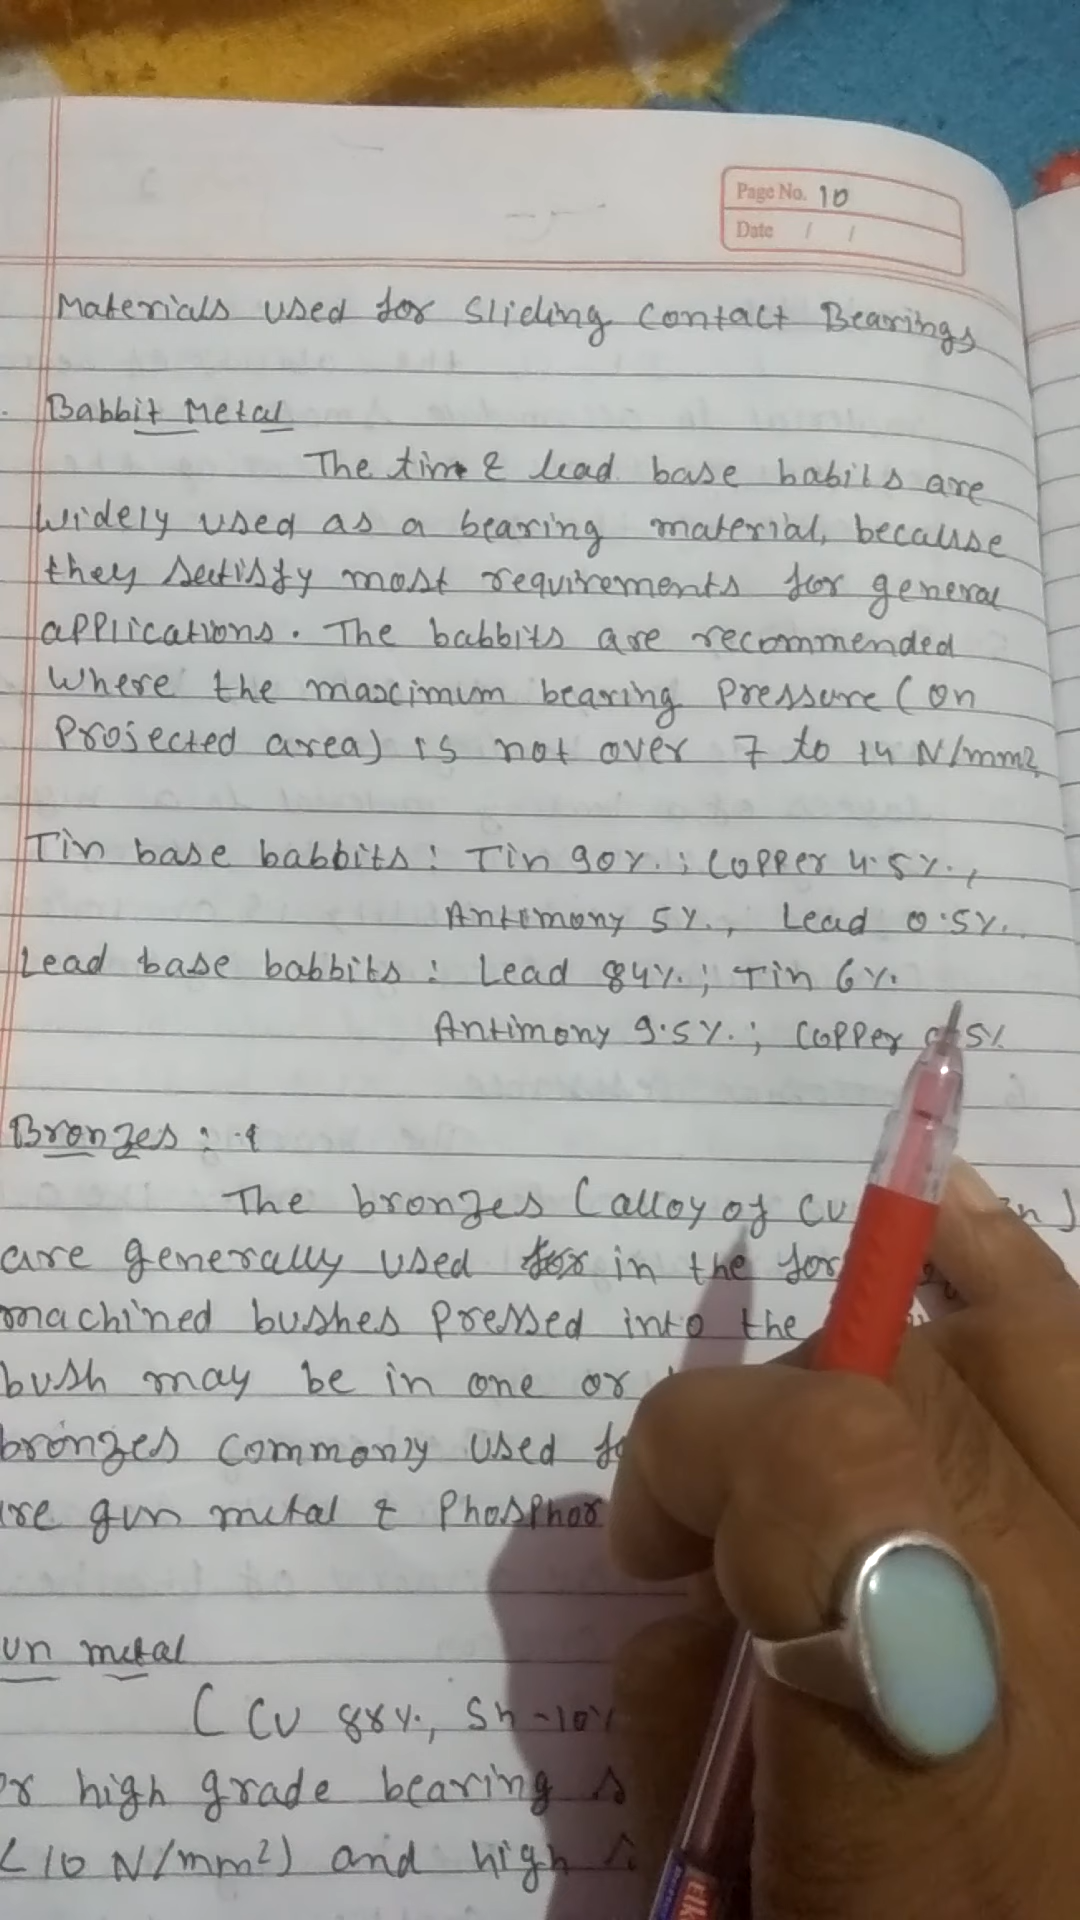 Page No. 10
Date / /
Materials used for Sliding Contact Bearings
Babbit Metal
The tin & lead base babils are
widely used as a bearing material, because
they satisfy most requirements for general
applications. The babbits are recommended
Where the maximum bearing Pressure (on
Projected area) is not over 7 to 14 N/mm2
Tin base babbits : Tin 90%. ; Copper 4.5%.,
Antimony 5%., Lead 0.5%.
Lead base babbits : Lead 84%. ; Tin 6%.
Antimony 9.5%. ; Copper 5%
Bronzes :
The bronzes (alloy of Cu
are generally used in the
machined bushes Pressed into the
bush may be in one or
bronzes commonly used
gun metal & Phosphor
metal
( Cu 88%., Sn -10%
high grade bearing
10 N/mm2) and high